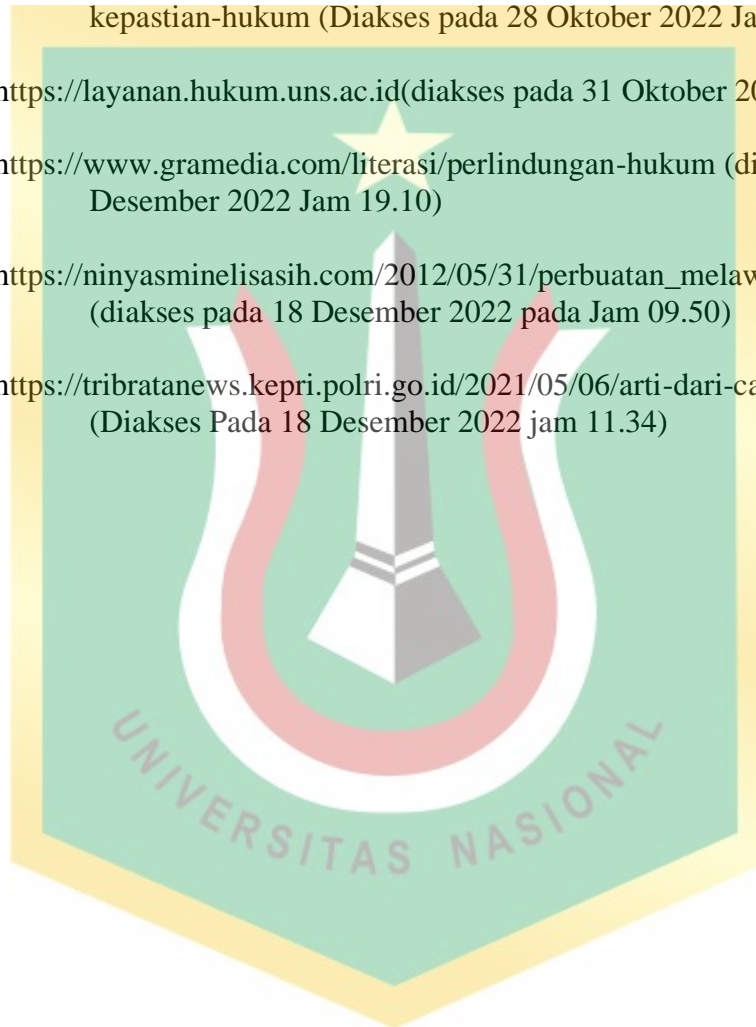 kepastian-hukum (Diakses pada 28 Oktober 2022 Ja
https://layanan.hukum.uns.ac.id(diakses pada 31 Oktober 20
https://www.gramedia.com/literasi/perlindungan-hukum (di
Desember 2022 Jam 19.10)
https://ninyasminelisasih.com/2012/05/31/perbuatan_melaw
(diakses pada 18 Desember 2022 pada Jam 09.50)
https://tribratanews.kepri.polri.go.id/2021/05/06/arti-dari-ca
(Diakses Pada 18 Desember 2022 jam 11.34)
UNIVERSITAS NASIONAL